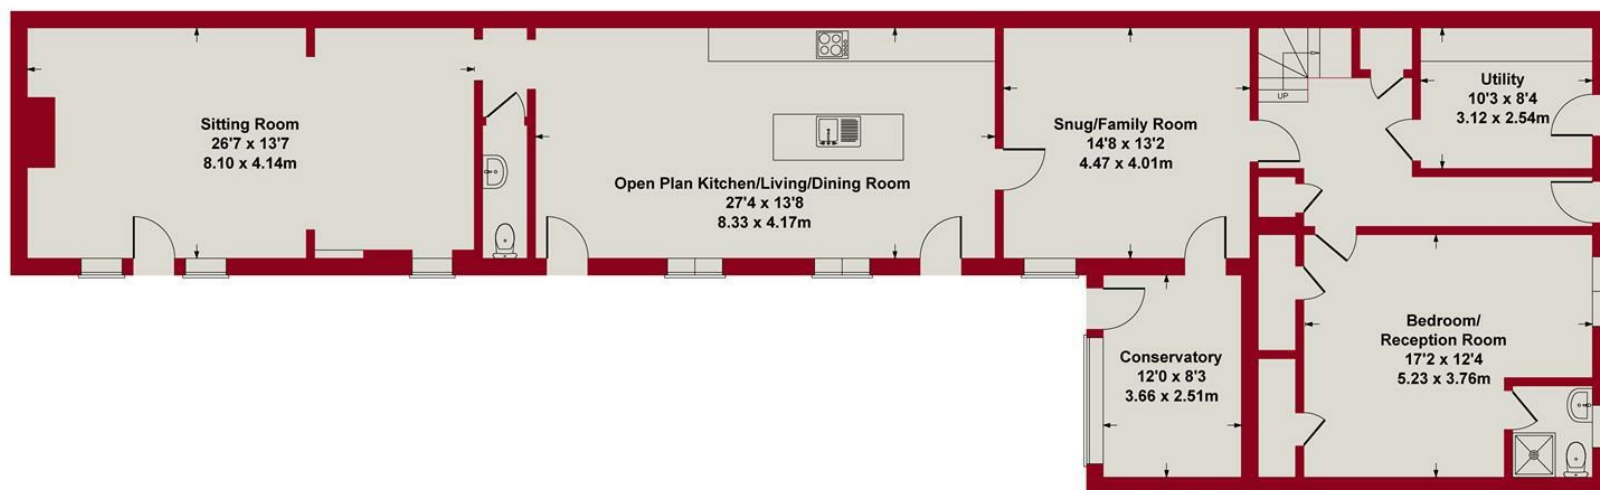 Sitting Room
26'7 x 13'7
8.10 x 4.14m
Open Plan Kitchen/Living/Dining Room
27'4 x 13'8
8.33 x 4.17m
Snug/Family Room
14'8 x 13'2
4.47 x 4.01m
UP
Utility
10'3 x 8'4
3.12 x 2.54m
Conservatory
12'0 x 8'3
3.66 x 2.51m
Bedroom/
Reception Room
17'2 x 12'4
5.23 x 3.76m